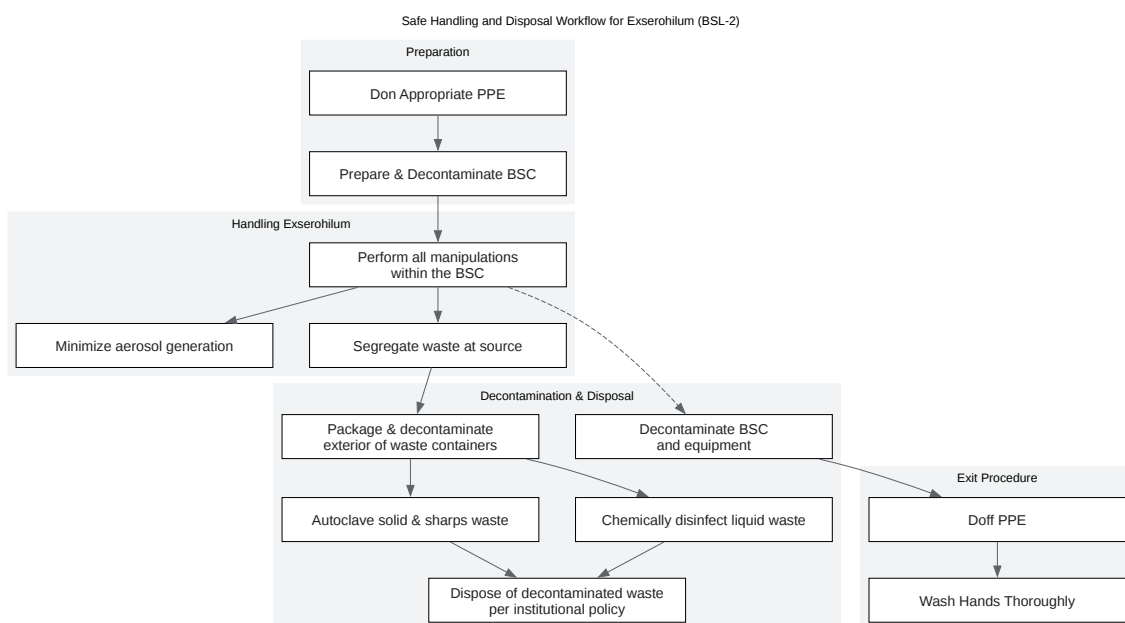 Safe Handling and Disposal Workflow for Exserohilum (BSL-2)
Preparation
Don Appropriate PPE
Prepare & Decontaminate BSC
Handling Exserohilum
Perform all manipulations
within the BSC
Minimize aerosol generation
Segregate waste at source
Decontamination & Disposal
Package & decontaminate
exterior of waste containers
Decontaminate BSC
and equipment
Exit Procedure
Autoclave solid & sharps waste
Chemically disinfect liquid waste
Doff PPE
Dispose of decontaminated waste
per institutional policy
Wash Hands Thoroughly